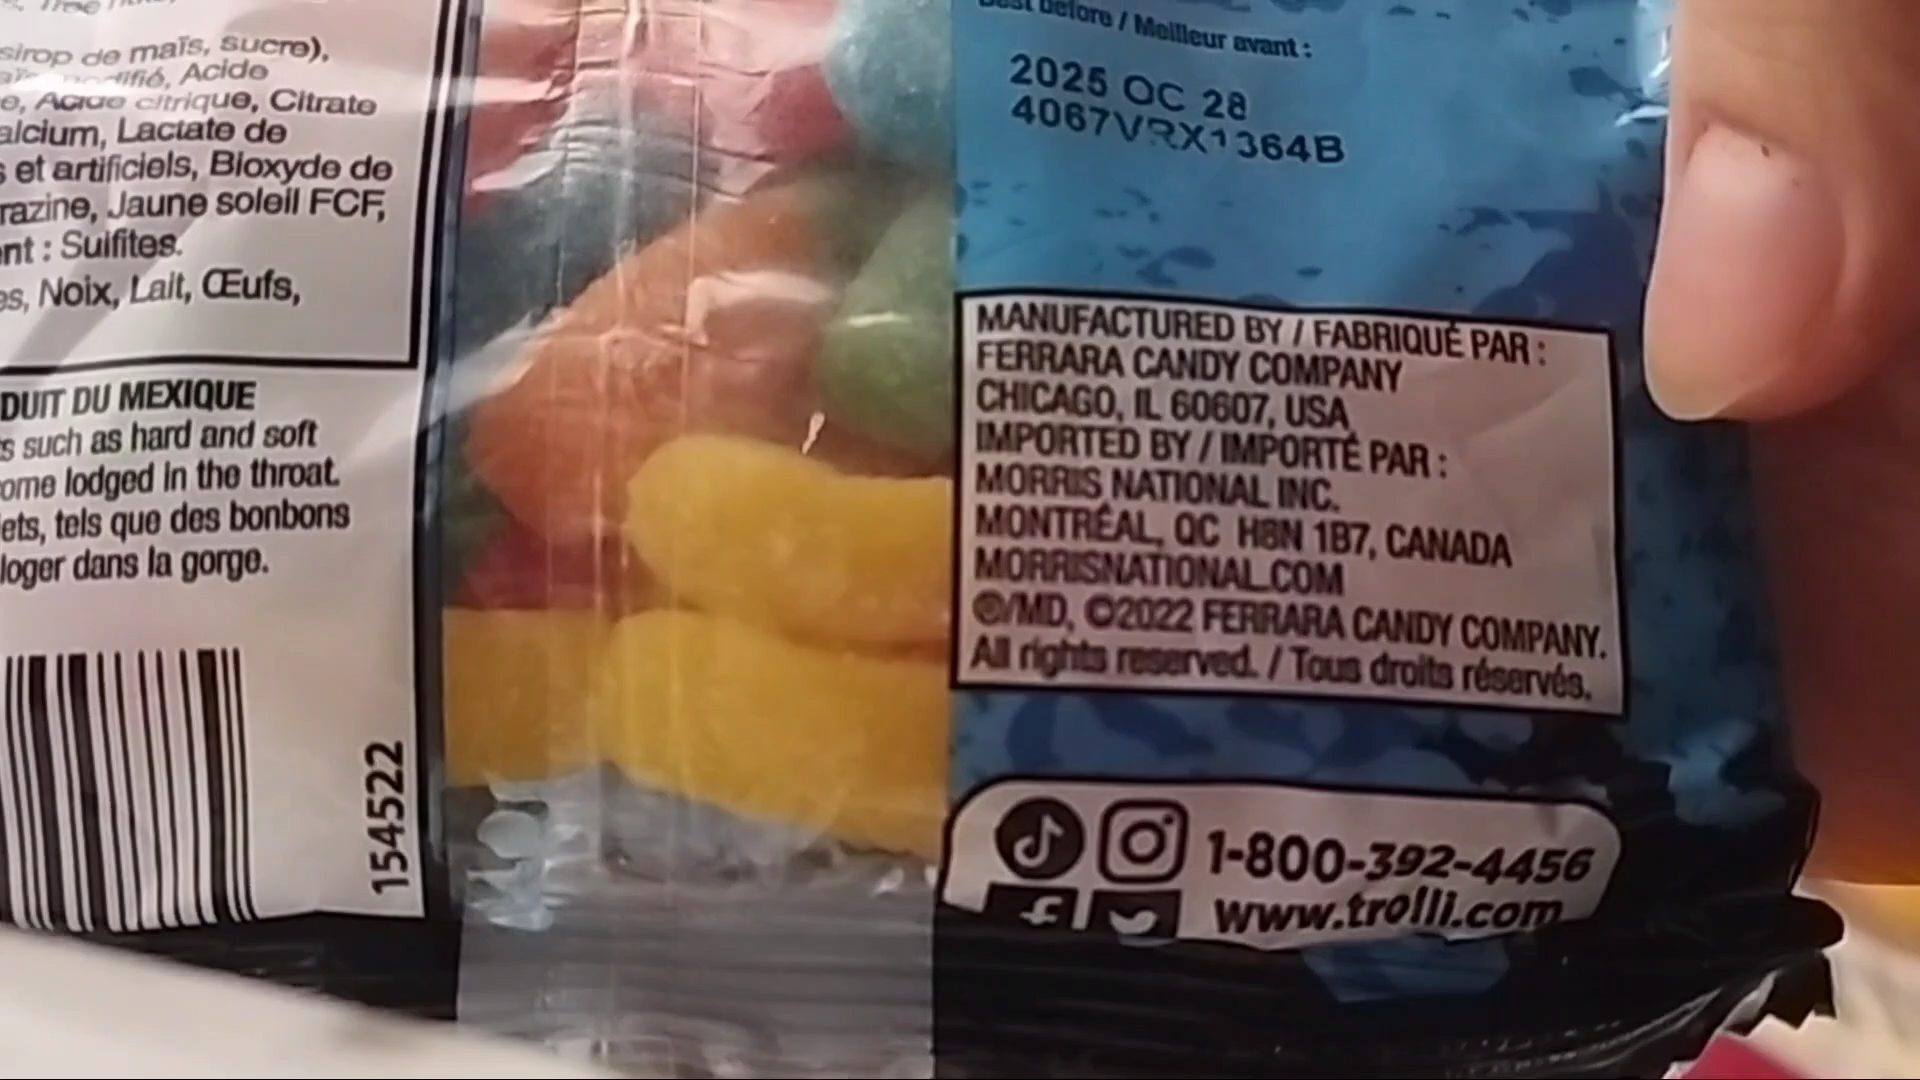 sirop de maïs, sucre),
Acide
Acide citrique, Citrate
alcium, Lactate de
s et artificiels, Bioxyde de
razine, Jaune soleil FCF,
nt : Sulfites.
es, Noix, Lait, Œufs,
DUIT DU MEXIQUE
s such as hard and soft
ome lodged in the throat.
ets, tels que des bonbons
loger dans la gorge.
154522
Best before / Meilleur avant :
2025 OC 28
4067VRX1364B
MANUFACTURED BY / FABRIQUÉ PAR :
FERRARA CANDY COMPANY
CHICAGO, IL 60607, USA
IMPORTED BY / IMPORTÉ PAR :
MORRIS NATIONAL INC.
MONTRÉAL, QC H8N 1B7, CANADA
MORRISNATIONAL.COM
®/MD, ©2022 FERRARA CANDY COMPANY.
All rights reserved. / Tous droits réservés.
1-800-392-4456
www.trolli.com